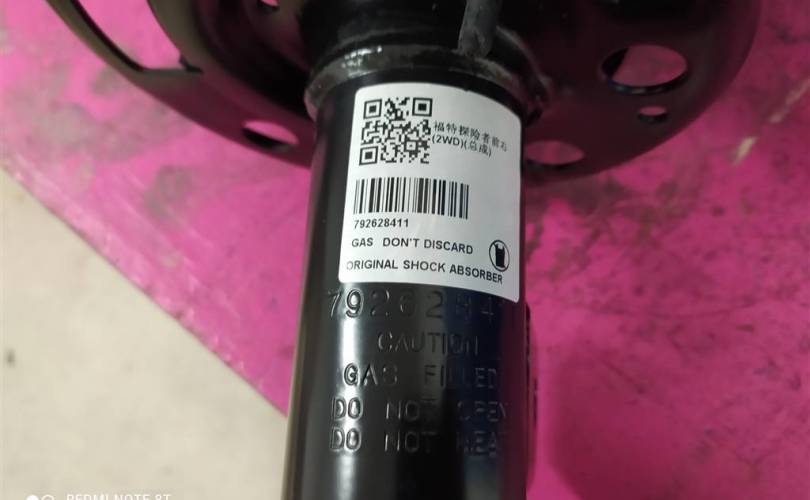 福特探险者前右
(2WD)(总成)
792628411
GAS DON'T DISCARD
ORIGINAL SHOCK ABSORBER
7926284
CAUTION
GAS FILLED
DO NOT OPEN
DO NOT HEAT
REDMI NOTE 8T